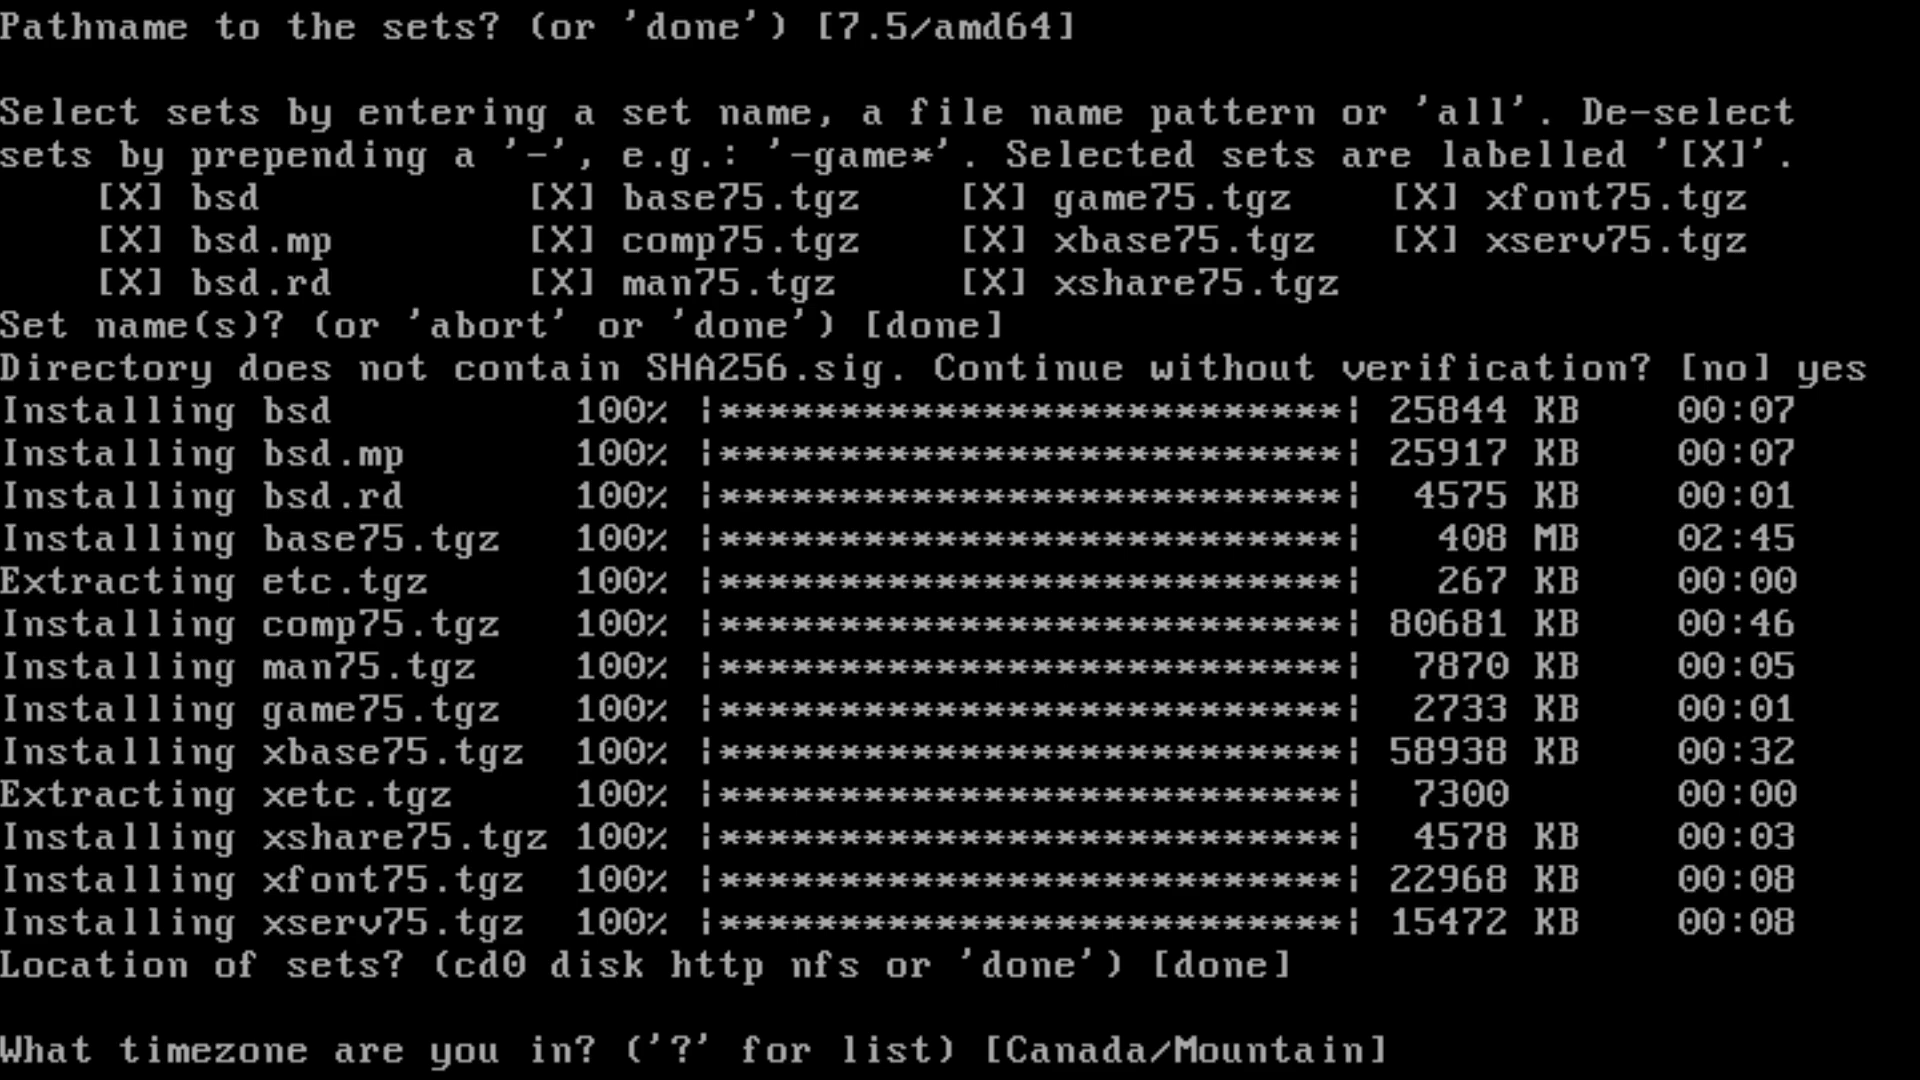 Pathname to the sets? (or 'done') [7.5/amd64]
Select sets by entering a set name, a file name pattern or 'all'. De-select
sets by prepending a '-', e.g.: '-game*'. Selected sets are labelled '[X]'.
[X] bsd [X] base75.tgz [X] game75.tgz [X] xfont75.tgz
[X] bsd.mp [X] comp75.tgz [X] xbase75.tgz [X] xserv75.tgz
[X] bsd.rd [X] man75.tgz [X] xshare75.tgz
Set name(s)? (or 'abort' or 'done') [done]
Directory does not contain SHA256.sig. Continue without verification? [no] yes
Installing bsd 100% |**************************| 25844 KB 00:07
Installing bsd.mp 100% |**************************| 25917 KB 00:07
Installing bsd.rd 100% |**************************| 4575 KB 00:01
Installing base75.tgz 100% |**************************| 408 MB 02:45
Extracting etc.tgz 100% |**************************| 267 KB 00:00
Installing comp75.tgz 100% |**************************| 80681 KB 00:46
Installing man75.tgz 100% |**************************| 7870 KB 00:05
Installing game75.tgz 100% |**************************| 2733 KB 00:01
Installing xbase75.tgz 100% |**************************| 58938 KB 00:32
Extracting xetc.tgz 100% |**************************| 7300 00:00
Installing xshare75.tgz 100% |**************************| 4578 KB 00:03
Installing xfont75.tgz 100% |**************************| 22968 KB 00:08
Installing xserv75.tgz 100% |**************************| 15472 KB 00:08
Location of sets? (cd0 disk http nfs or 'done') [done]
What timezone are you in? ('?' for list) [Canada/Mountain]